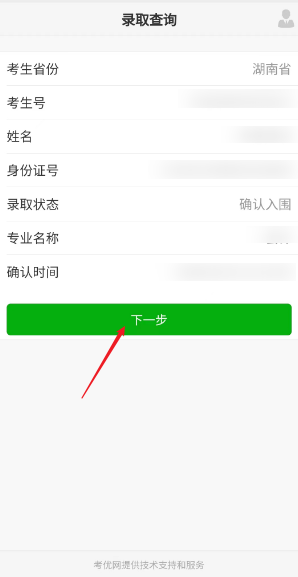 录取查询
考生省份 湖南省
考生号
姓名
身份证号
录取状态 确认入围
专业名称
确认时间
下一步
考优网提供技术支持和服务